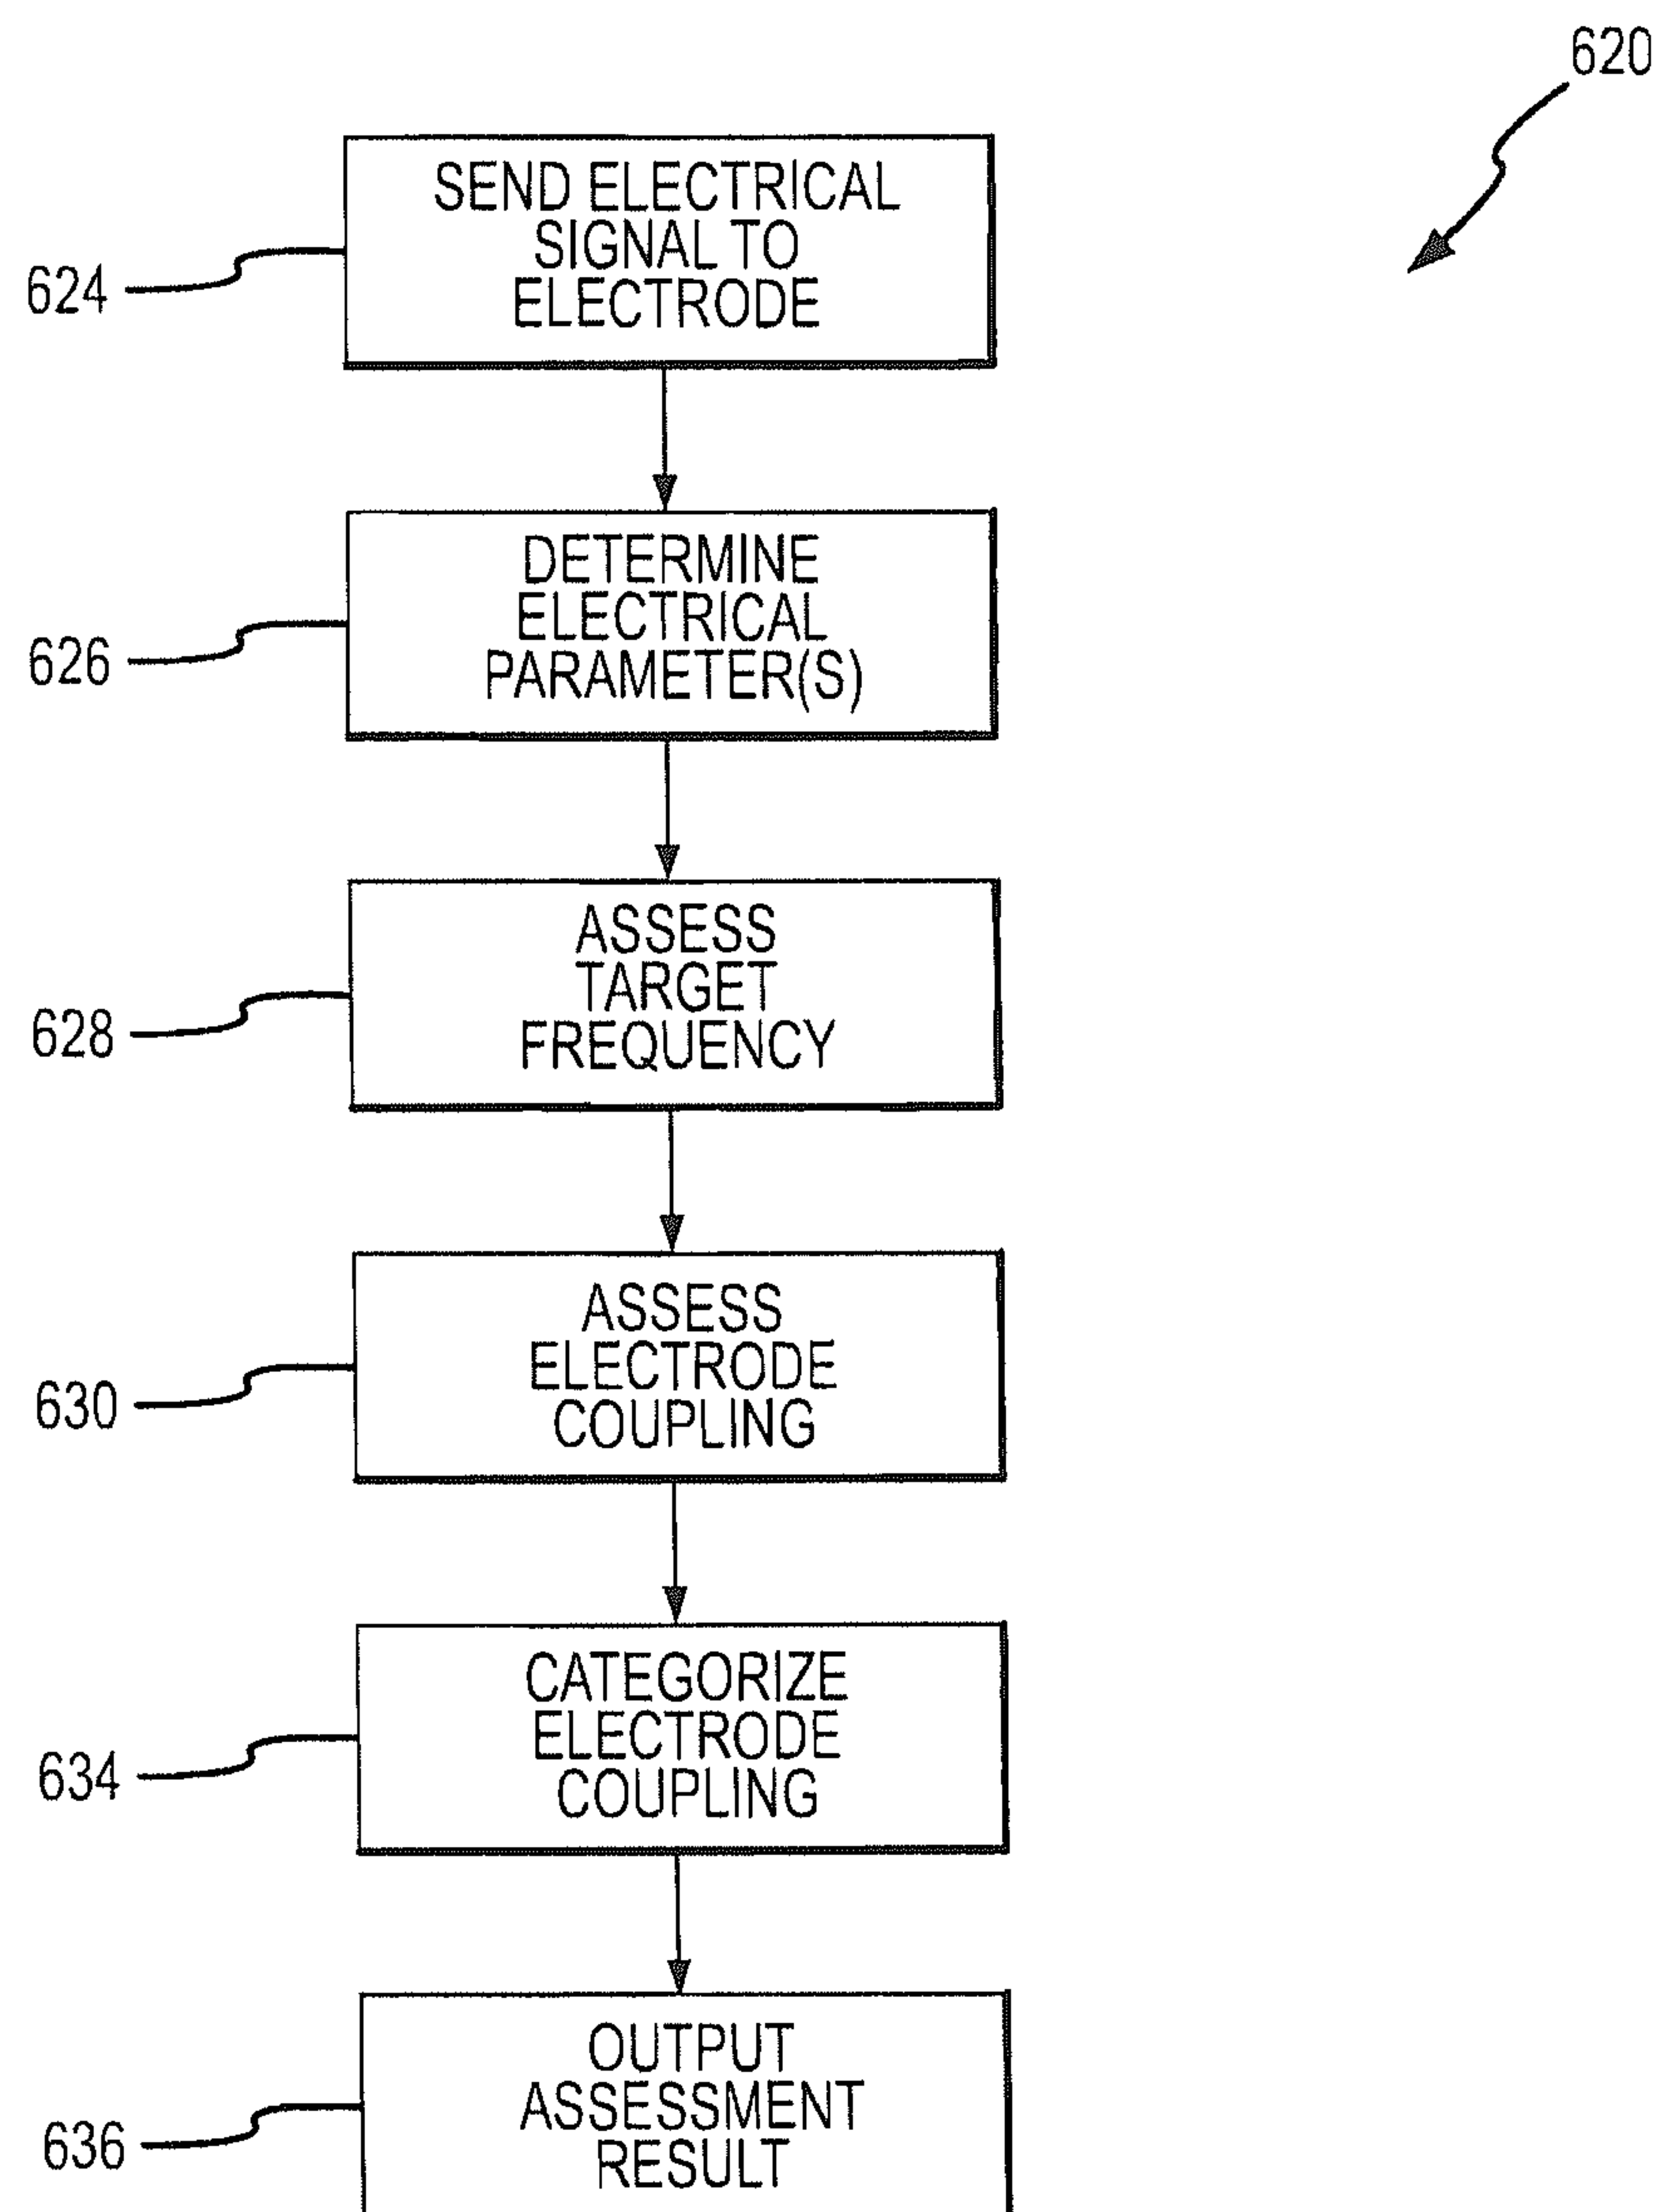 620
SEND ELECTRICAL
SIGNAL TO
ELECTRODE
624
DETERMINE
ELECTRICAL
PARAMETER(S)
626
ASSESS
TARGET
FREQUENCY
628
ASSESS
ELECTRODE
COUPLING
630
CATEGORIZE
ELECTRODE
COUPLING
634
OUTPUT
ASSESSMENT
RESULT
636